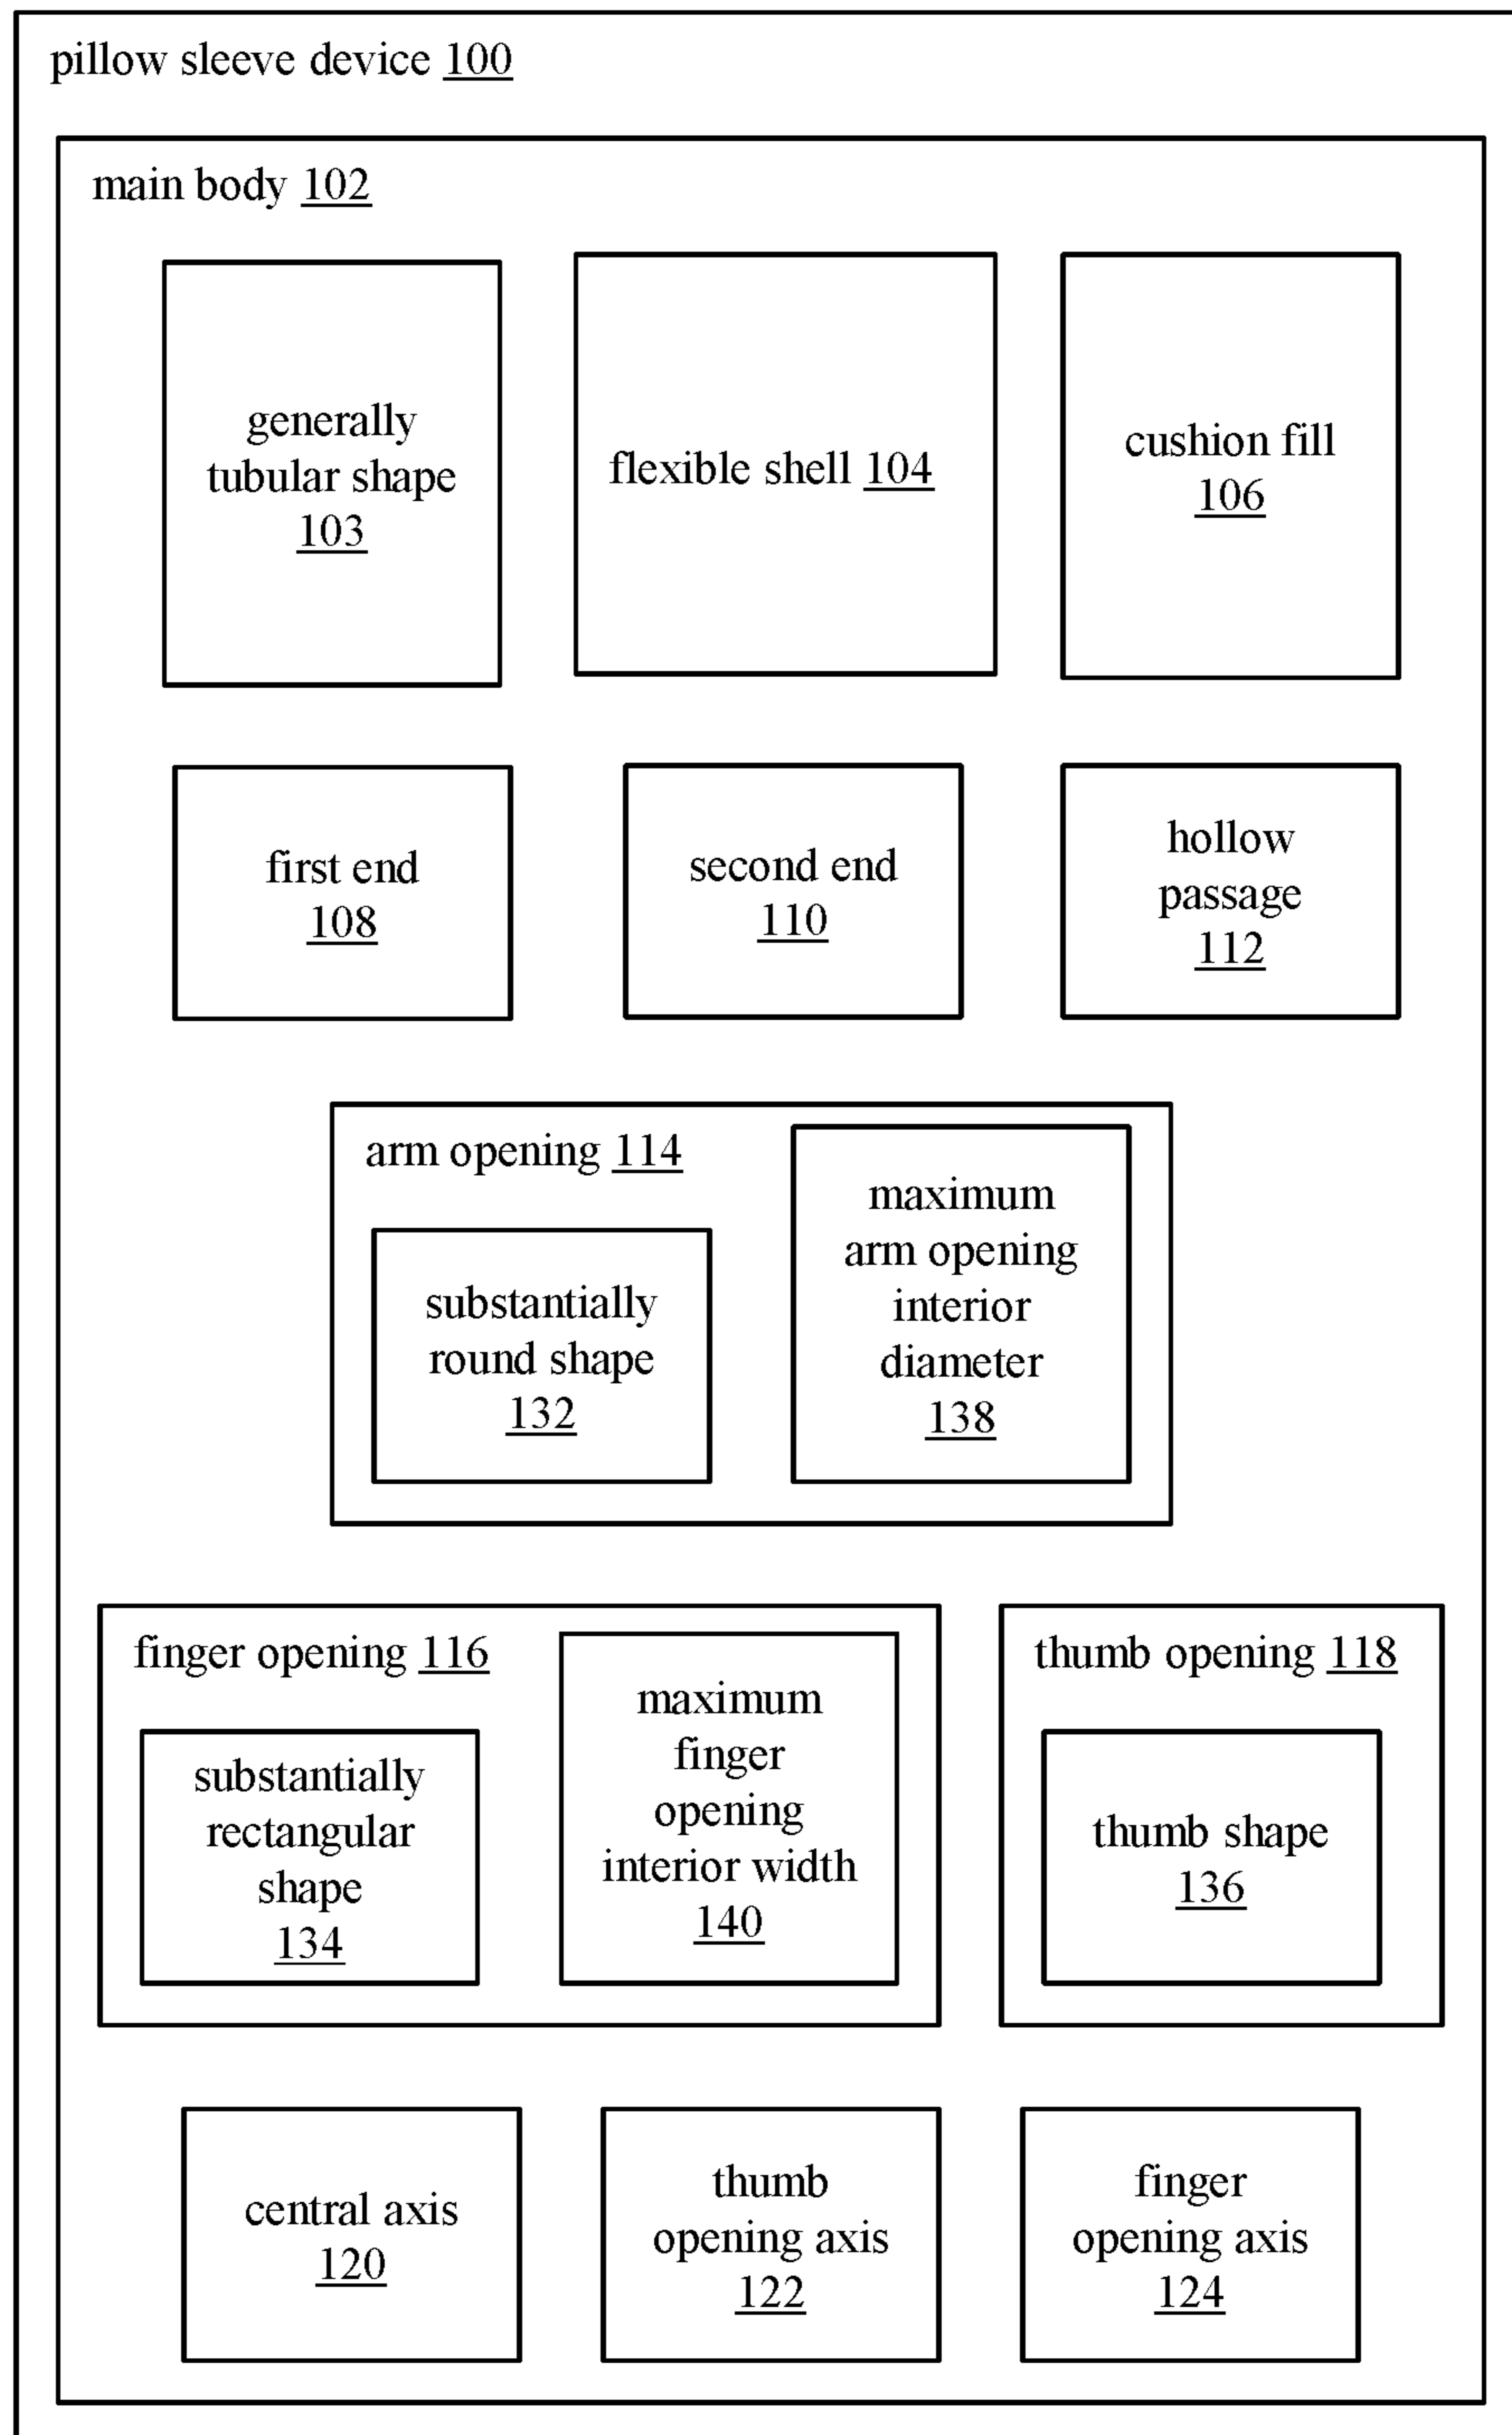 pillow sleeve device 100
main body 102
generally
tubular shape
103
flexible shell 104
cushion fill
106
first end
108
second end
110
hollow
passage
112
arm opening 114
substantially
round shape
132
maximum
arm opening
interior
diameter
138
finger opening 116
substantially
rectangular
shape
134
maximum
finger
opening
interior width
140
thumb opening 118
thumb shape
136
central axis
120
thumb
opening axis
122
finger
opening axis
124